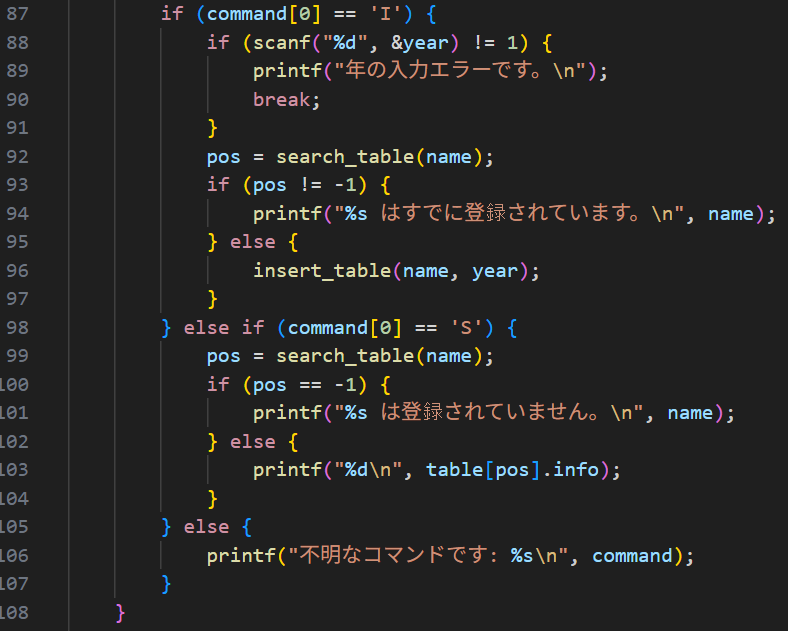 87 if (command[0] == 'I') {
88 if (scanf("%d", &year) != 1) {
89 printf("年の入力エラーです。\n");
90 break;
91 }
92 pos = search_table(name);
93 if (pos != -1) {
94 printf("%s はすでに登録されています。\n", name);
95 } else {
96 insert_table(name, year);
97 }
98 } else if (command[0] == 'S') {
99 pos = search_table(name);
100 if (pos == -1) {
101 printf("%s は登録されていません。\n", name);
102 } else {
103 printf("%d\n", table[pos].info);
104 }
105 } else {
106 printf("不明なコマンドです: %s\n", command);
107 }
108 }